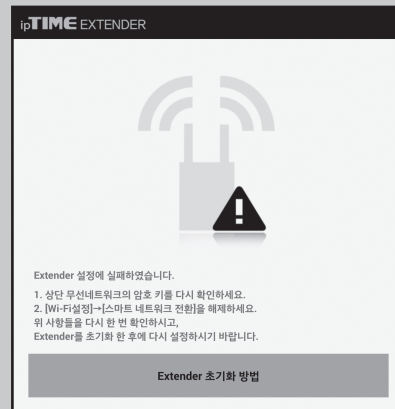 ipTIME EXTENDER
Extender 설정에 실패하였습니다.
1. 상단 무선네트워크의 암호 키를 다시 확인하세요.
2. [Wi-Fi설정]→[스마트 네트워크 전환]을 해제하세요.
위 사항들을 다시 한 번 확인하시고,
Extender를 초기화 한 후에 다시 설정하시기 바랍니다.
Extender 초기화 방법